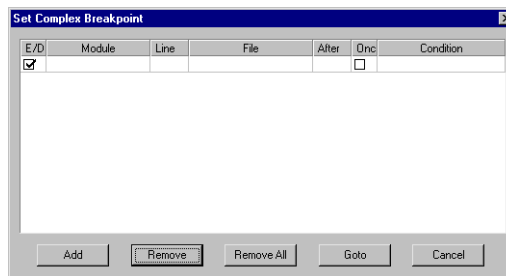 Set Complex Breakpoint
E/D Module Line File After Onc Condition
Add Remove Remove All Goto Cancel